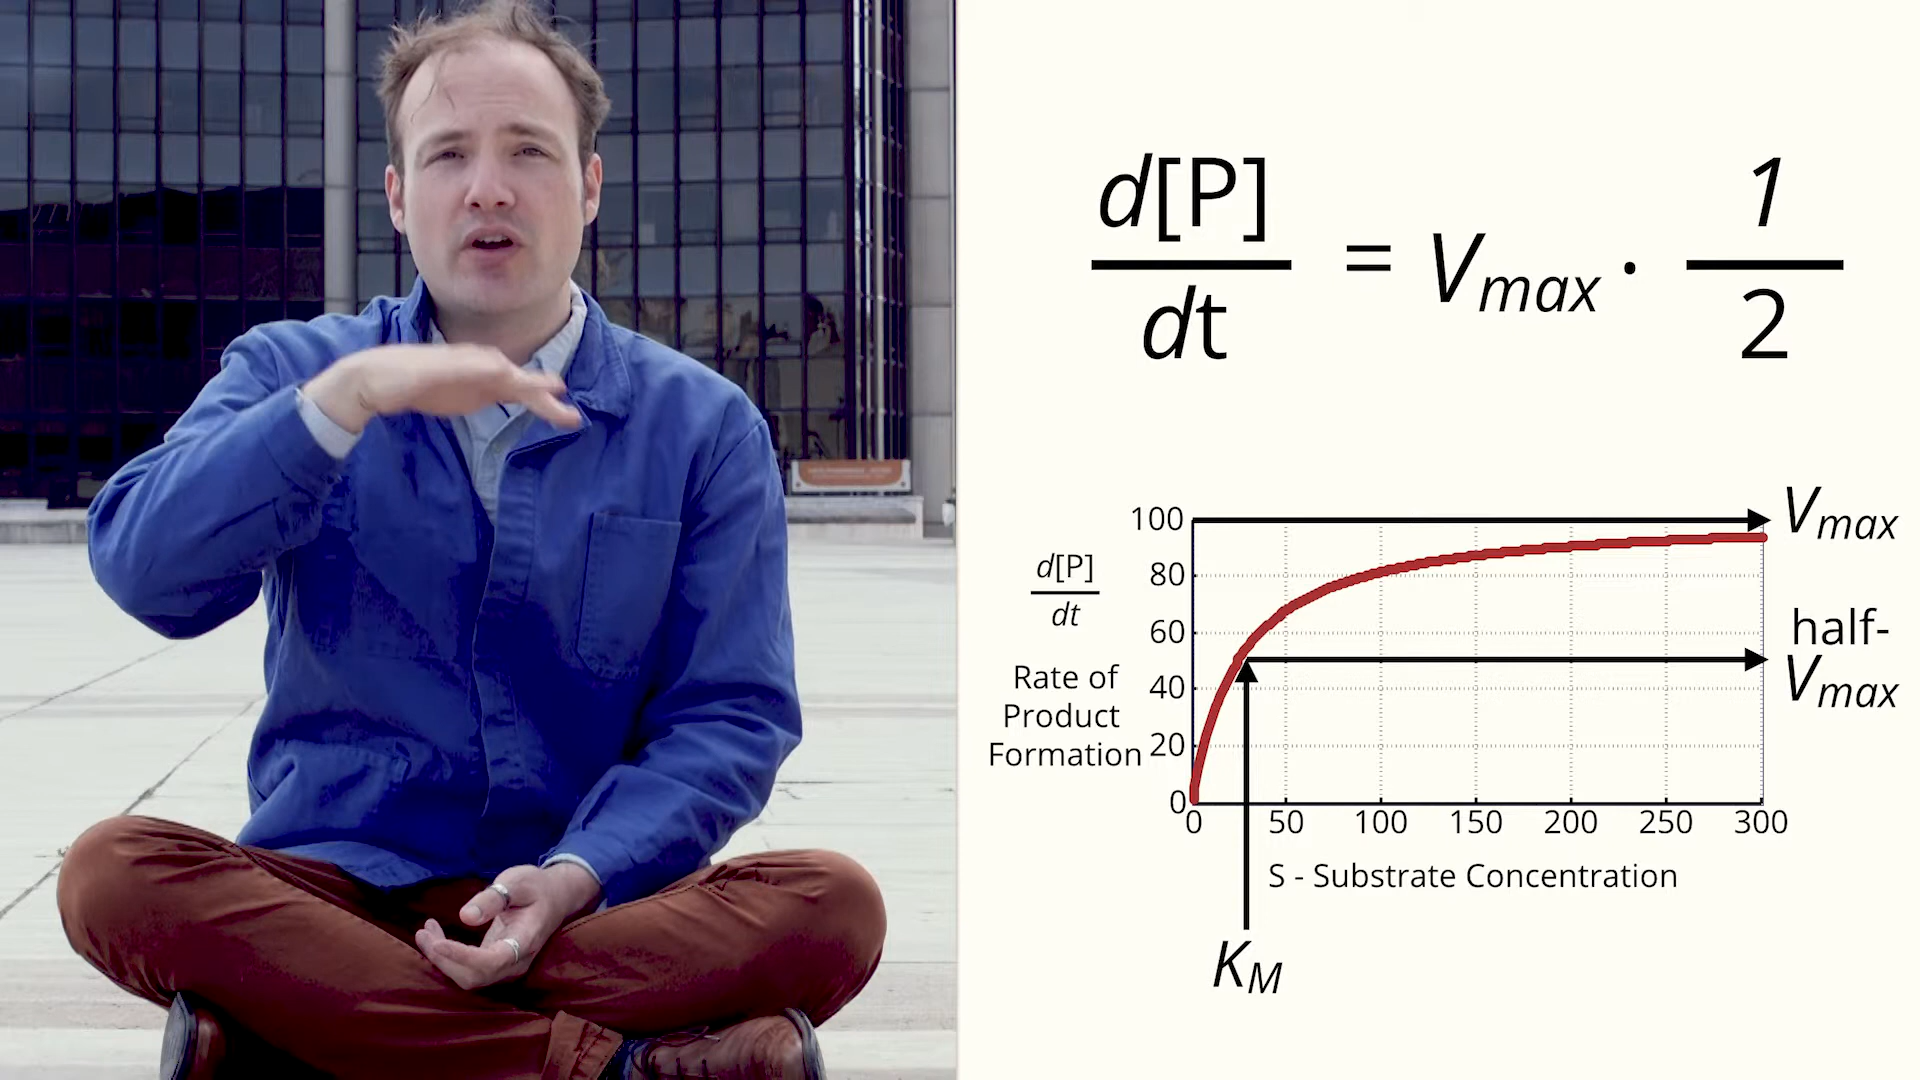 d[P]
dt
= Vmax · 1
2
100
80
60
40
20
0
0 50 100 150 200 250 300
d[P]
dt
Rate of
Product
Formation
S - Substrate Concentration
Vmax
half-
Vmax
KM